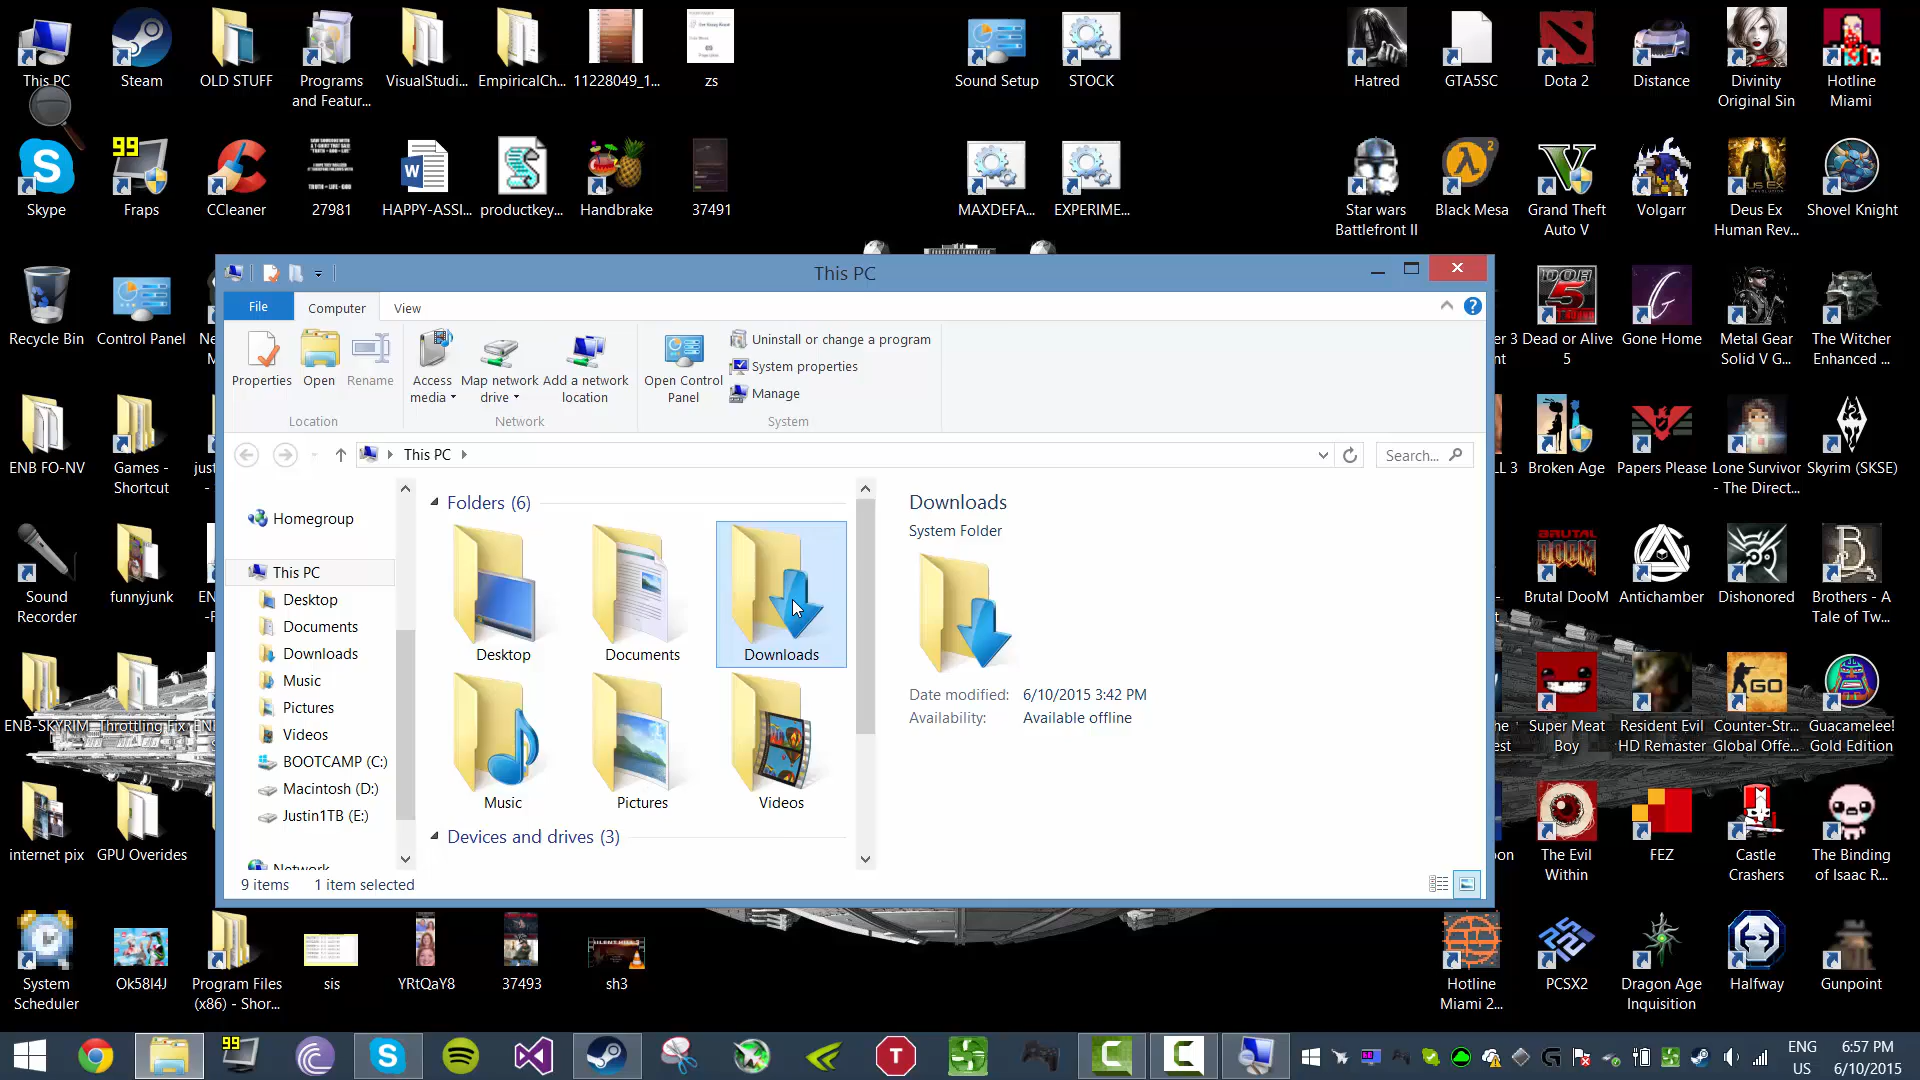 This PC
Steam
OLD STUFF
Programs
and Featur...
VisualStudi...
EmpiricalCh...
11228049_1...
zs
Sound Setup
STOCK
Hatred
GTA5SC
Dota 2
Distance
Divinity
Original Sin
Hotline
Miami
Skype
99
Fraps
CCleaner
27981
HAPPY-ASSI...
productkey...
Handbrake
37491
MAXDEFA...
EXPERIME...
Star wars
Battlefront II
Black Mesa
Grand Theft
Auto V
Volgarr
Deus Ex
Human Rev...
Shovel Knight
This PC
File
Computer
View
Recycle Bin
Control Panel
Properties
Open
Rename
Location
Access
media
Map network
drive
Add a network
location
Network
Open Control
Panel
Uninstall or change a program
System properties
Manage
System
Dead or Alive
5
Gone Home
Metal Gear
Solid V G...
The Witcher
Enhanced ...
This PC
Search...
ENB FO-NV
Games -
Shortcut
Broken Age
Papers Please
Lone Survivor
- The Direct...
Skyrim (SKSE)
Homegroup
This PC
Desktop
Documents
Downloads
Music
Pictures
Videos
BOOTCAMP (C:)
Macintosh (D:)
Justin1TB (E:)
Network
Folders (6)
Desktop
Documents
Downloads
Music
Pictures
Videos
Devices and drives (3)
Downloads
System Folder
Date modified: 6/10/2015 3:42 PM
Availability: Available offline
9 items 1 item selected
Sound
Recorder
funnyjunk
Brutal DooM
Antichamber
Dishonored
Brothers - A
Tale of Tw...
ENB-SKYRIM
Throttling Fix
Super Meat
Boy
Resident Evil
HD Remaster
Counter-Str...
Global Offe...
Guacamelee!
Gold Edition
internet pix
GPU Overides
The Evil
Within
FEZ
Castle
Crashers
The Binding
of Isaac R...
System
Scheduler
Ok58I4J
Program Files
(x86) - Shor...
sis
YRtQaY8
37493
sh3
Hotline
Miami 2...
PCSX2
Dragon Age
Inquisition
Halfway
Gunpoint
99
ENG
US
6:57 PM
6/10/2015